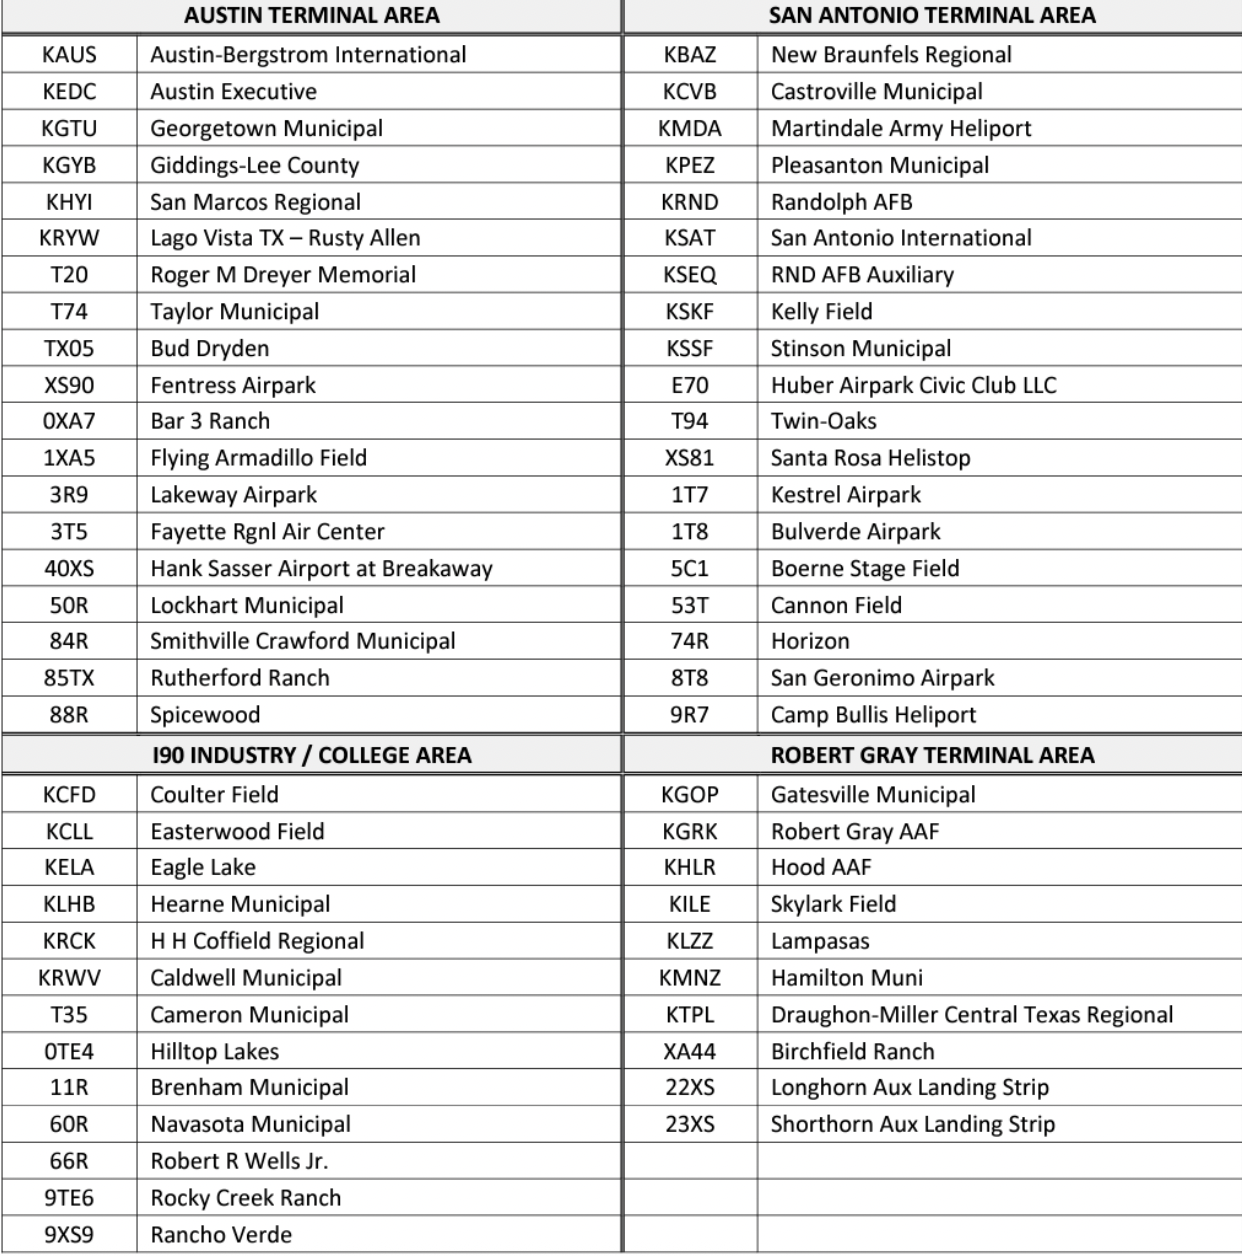 AUSTIN TERMINAL AREA
KAUS Austin-Bergstrom International
KEDC Austin Executive
KGTU Georgetown Municipal
KGYB Giddings-Lee County
KHYI San Marcos Regional
KRYW Lago Vista TX – Rusty Allen
T20 Roger M Dreyer Memorial
T74 Taylor Municipal
TX05 Bud Dryden
XS90 Fentress Airpark
0XA7 Bar 3 Ranch
1XA5 Flying Armadillo Field
3R9 Lakeway Airpark
3T5 Fayette Rgnl Air Center
40XS Hank Sasser Airport at Breakaway
50R Lockhart Municipal
84R Smithville Crawford Municipal
85TX Rutherford Ranch
88R Spicewood
SAN ANTONIO TERMINAL AREA
KBAZ New Braunfels Regional
KCVB Castroville Municipal
KMDA Martindale Army Heliport
KPEZ Pleasanton Municipal
KRND Randolph AFB
KSAT San Antonio International
KSEQ RND AFB Auxiliary
KSKF Kelly Field
KSSF Stinson Municipal
E70 Huber Airpark Civic Club LLC
T94 Twin-Oaks
XS81 Santa Rosa Helistop
1T7 Kestrel Airpark
1T8 Bulverde Airpark
5C1 Boerne Stage Field
53T Cannon Field
74R Horizon
8T8 San Geronimo Airpark
9R7 Camp Bullis Heliport
I90 INDUSTRY / COLLEGE AREA
KCFD Coulter Field
KCLL Easterwood Field
KELA Eagle Lake
KLHB Hearne Municipal
KRCK H H Coffield Regional
KRWV Caldwell Municipal
T35 Cameron Municipal
0TE4 Hilltop Lakes
11R Brenham Municipal
60R Navasota Municipal
66R Robert R Wells Jr.
9TE6 Rocky Creek Ranch
9XS9 Rancho Verde
ROBERT GRAY TERMINAL AREA
KGOP Gatesville Municipal
KGRK Robert Gray AAF
KHLR Hood AAF
KILE Skylark Field
KLZZ Lampasas
KMNZ Hamilton Muni
KTPL Draughon-Miller Central Texas Regional
XA44 Birchfield Ranch
22XS Longhorn Aux Landing Strip
23XS Shorthorn Aux Landing Strip